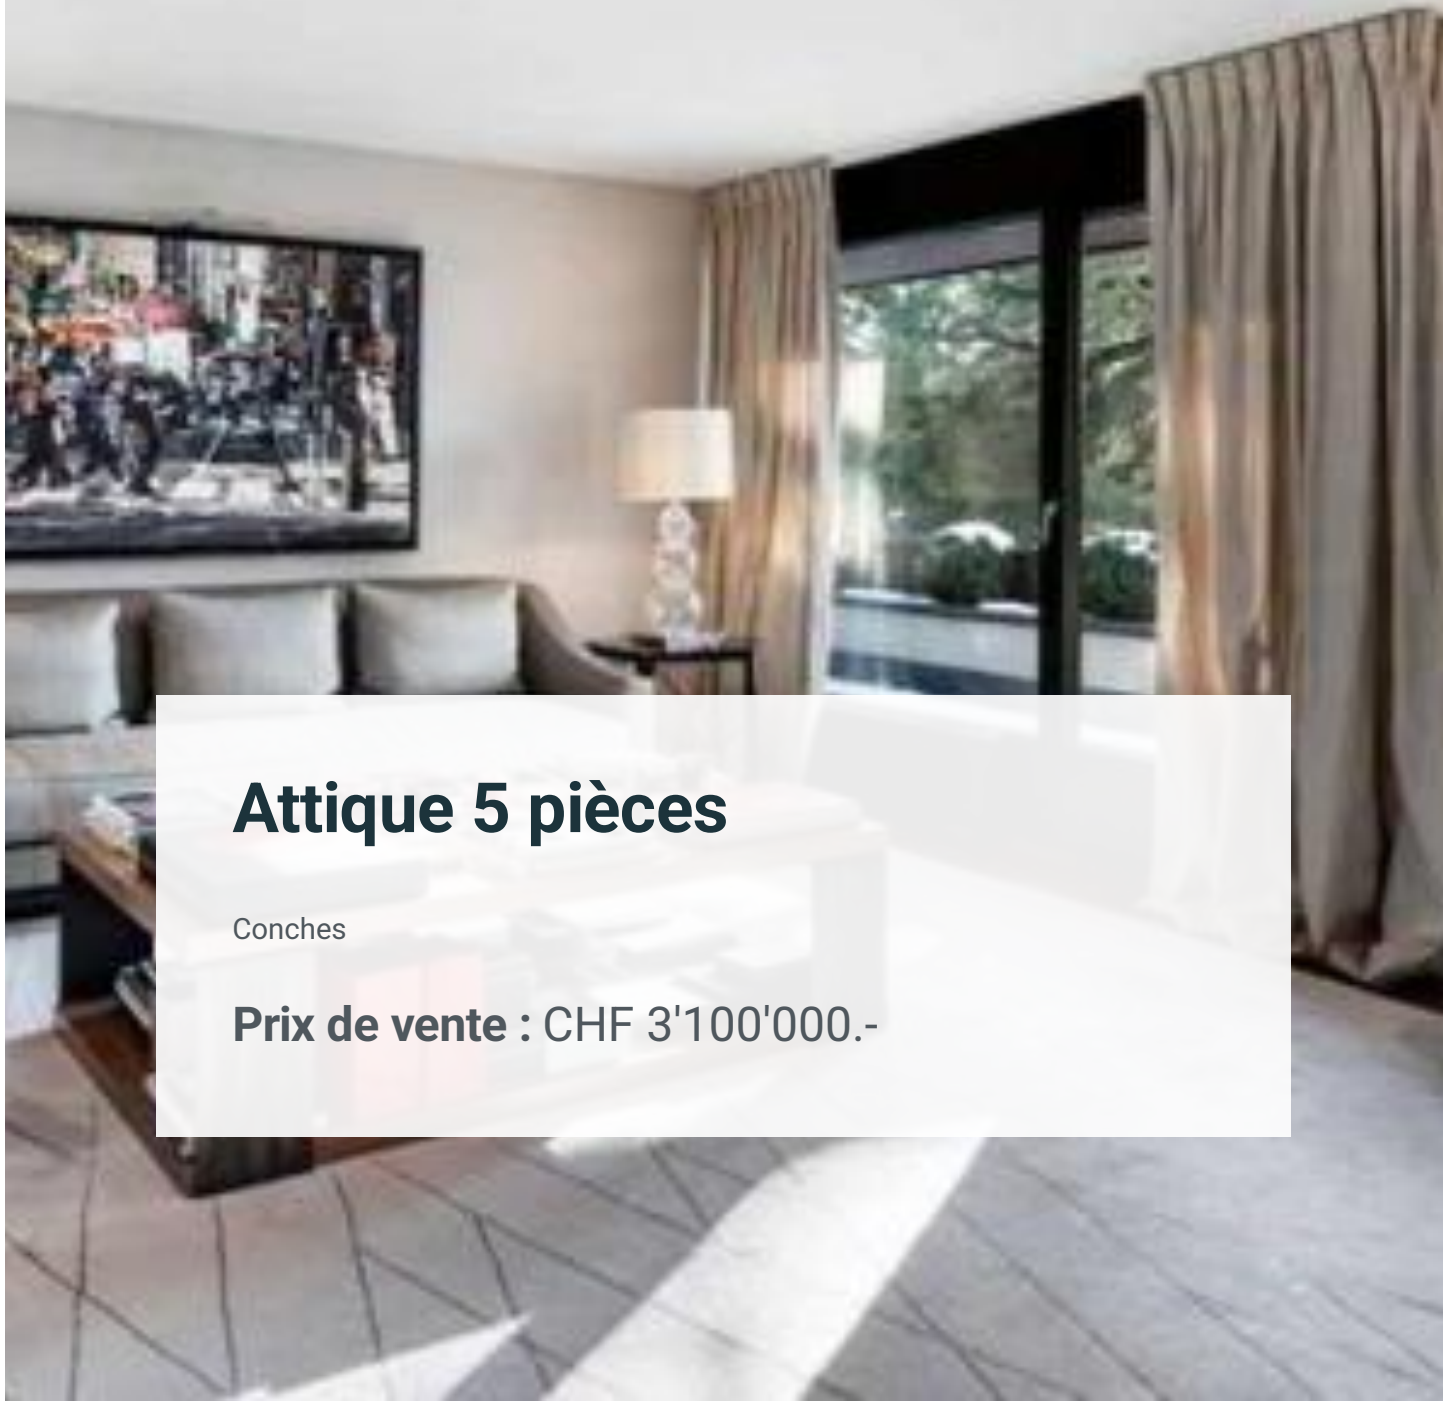 Attique 5 pièces
Conches
Prix de vente : CHF 3'100'000.-